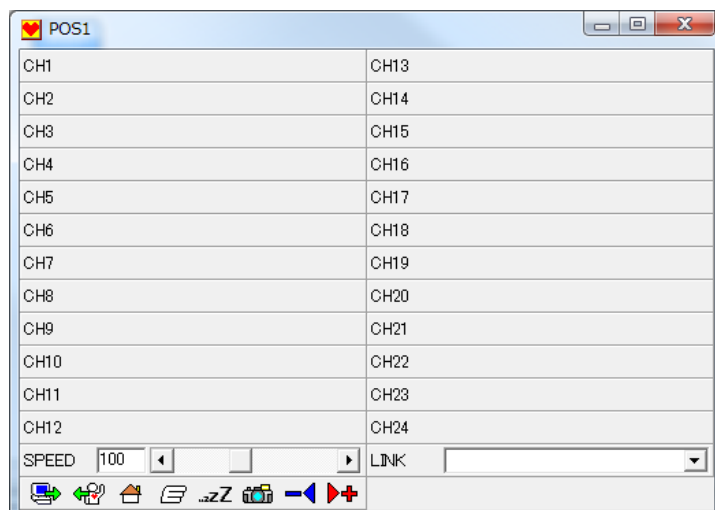 POS1
CH1 CH13
CH2 CH14
CH3 CH15
CH4 CH16
CH5 CH17
CH6 CH18
CH7 CH19
CH8 CH20
CH9 CH21
CH10 CH22
CH11 CH23
CH12 CH24
SPEED 100 LINK
..zZ